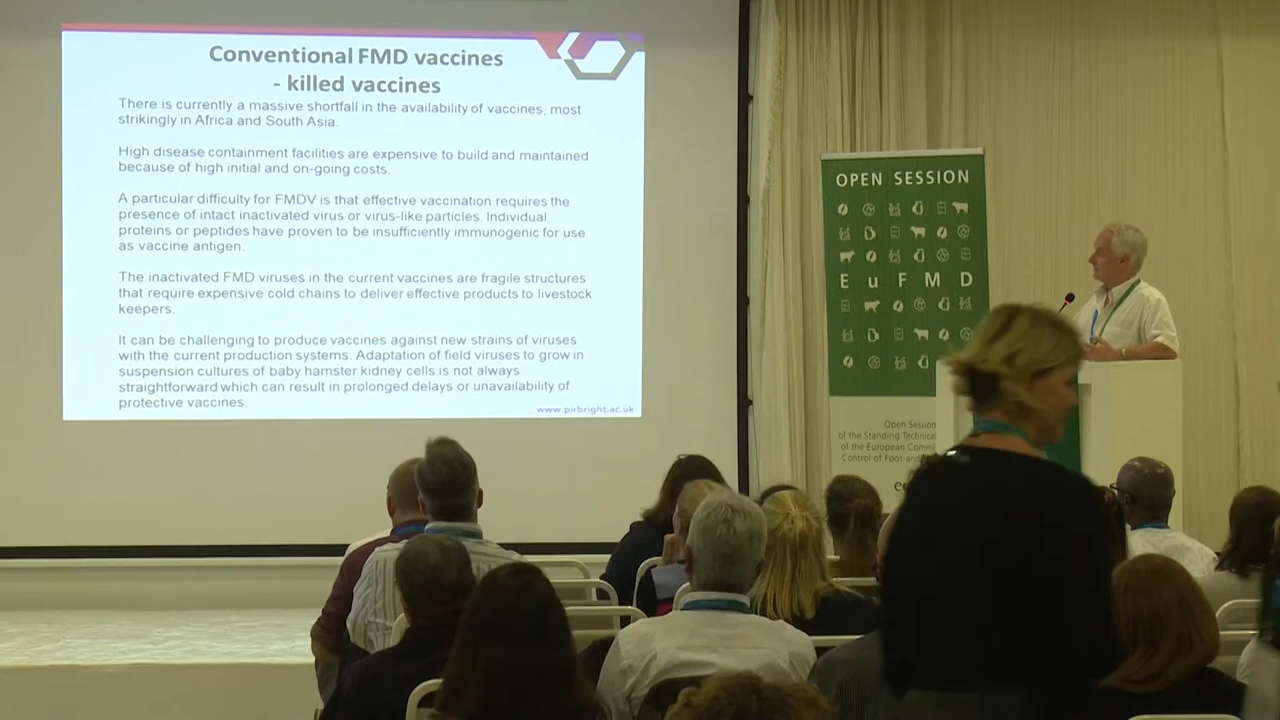 Conventional FMD vaccines
- killed vaccines
There is currently a massive shortfall in the availability of vaccines, most
strikingly in Africa and South Asia.
High disease containment facilities are expensive to build and maintained
because of high initial and on-going costs.
A particular difficulty for FMDV is that effective vaccination requires the
presence of intact inactivated virus or virus-like particles. Individual
proteins or peptides have proven to be insufficiently immunogenic for use
as vaccine antigen.
The inactivated FMD viruses in the current vaccines are fragile structures
that require expensive cold chains to deliver effective products to livestock
keepers.
It can be challenging to produce vaccines against new strains of viruses
with the current production systems. Adaptation of field viruses to grow in
suspension cultures of baby hamster kidney cells is not always
straightforward which can result in prolonged delays or unavailability of
protective vaccines.
www.pirbright.ac.uk
OPEN SESSION
EuFMD
Open Session
of the Standing Technical
of the European
Control of